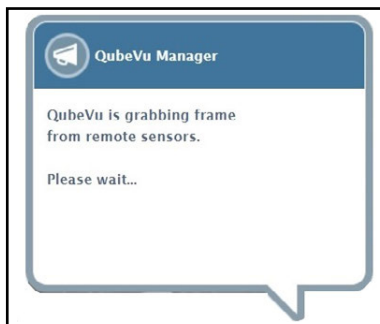 QubeVu Manager
QubeVu is grabbing frame
from remote sensors.
Please wait...